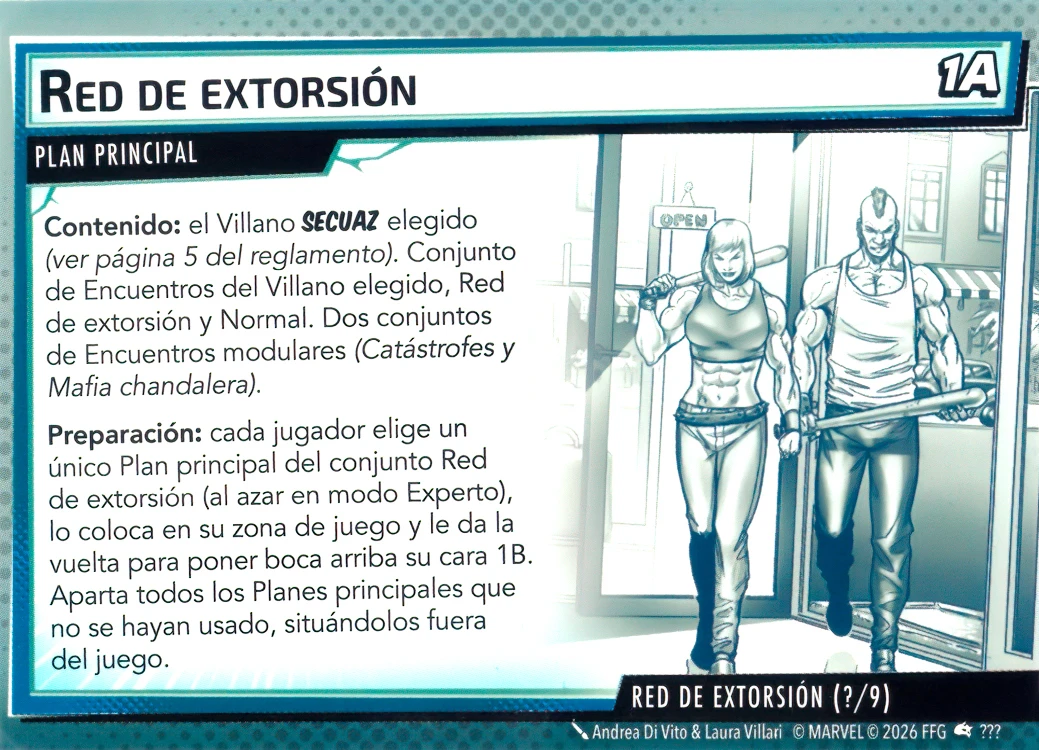 RED DE EXTORSIÓN
1A
PLAN PRINCIPAL
Contenido: el Villano SECUAZ elegido
(ver página 5 del reglamento). Conjunto
de Encuentros del Villano elegido, Red
de extorsión y Normal. Dos conjuntos
de Encuentros modulares (Catástrofes y
Mafia chandalera).
OPEN
Preparación: cada jugador elige un
único Plan principal del conjunto Red
de extorsión (al azar en modo Experto),
lo coloca en su zona de juego y le da la
vuelta para poner boca arriba su cara 1B.
Aparta todos los Planes principales que
no se hayan usado, situándolos fuera
del juego.
RED DE EXTORSIÓN (?/9)
Andrea Di Vito & Laura Villari © MARVEL © 2026 FFG ???